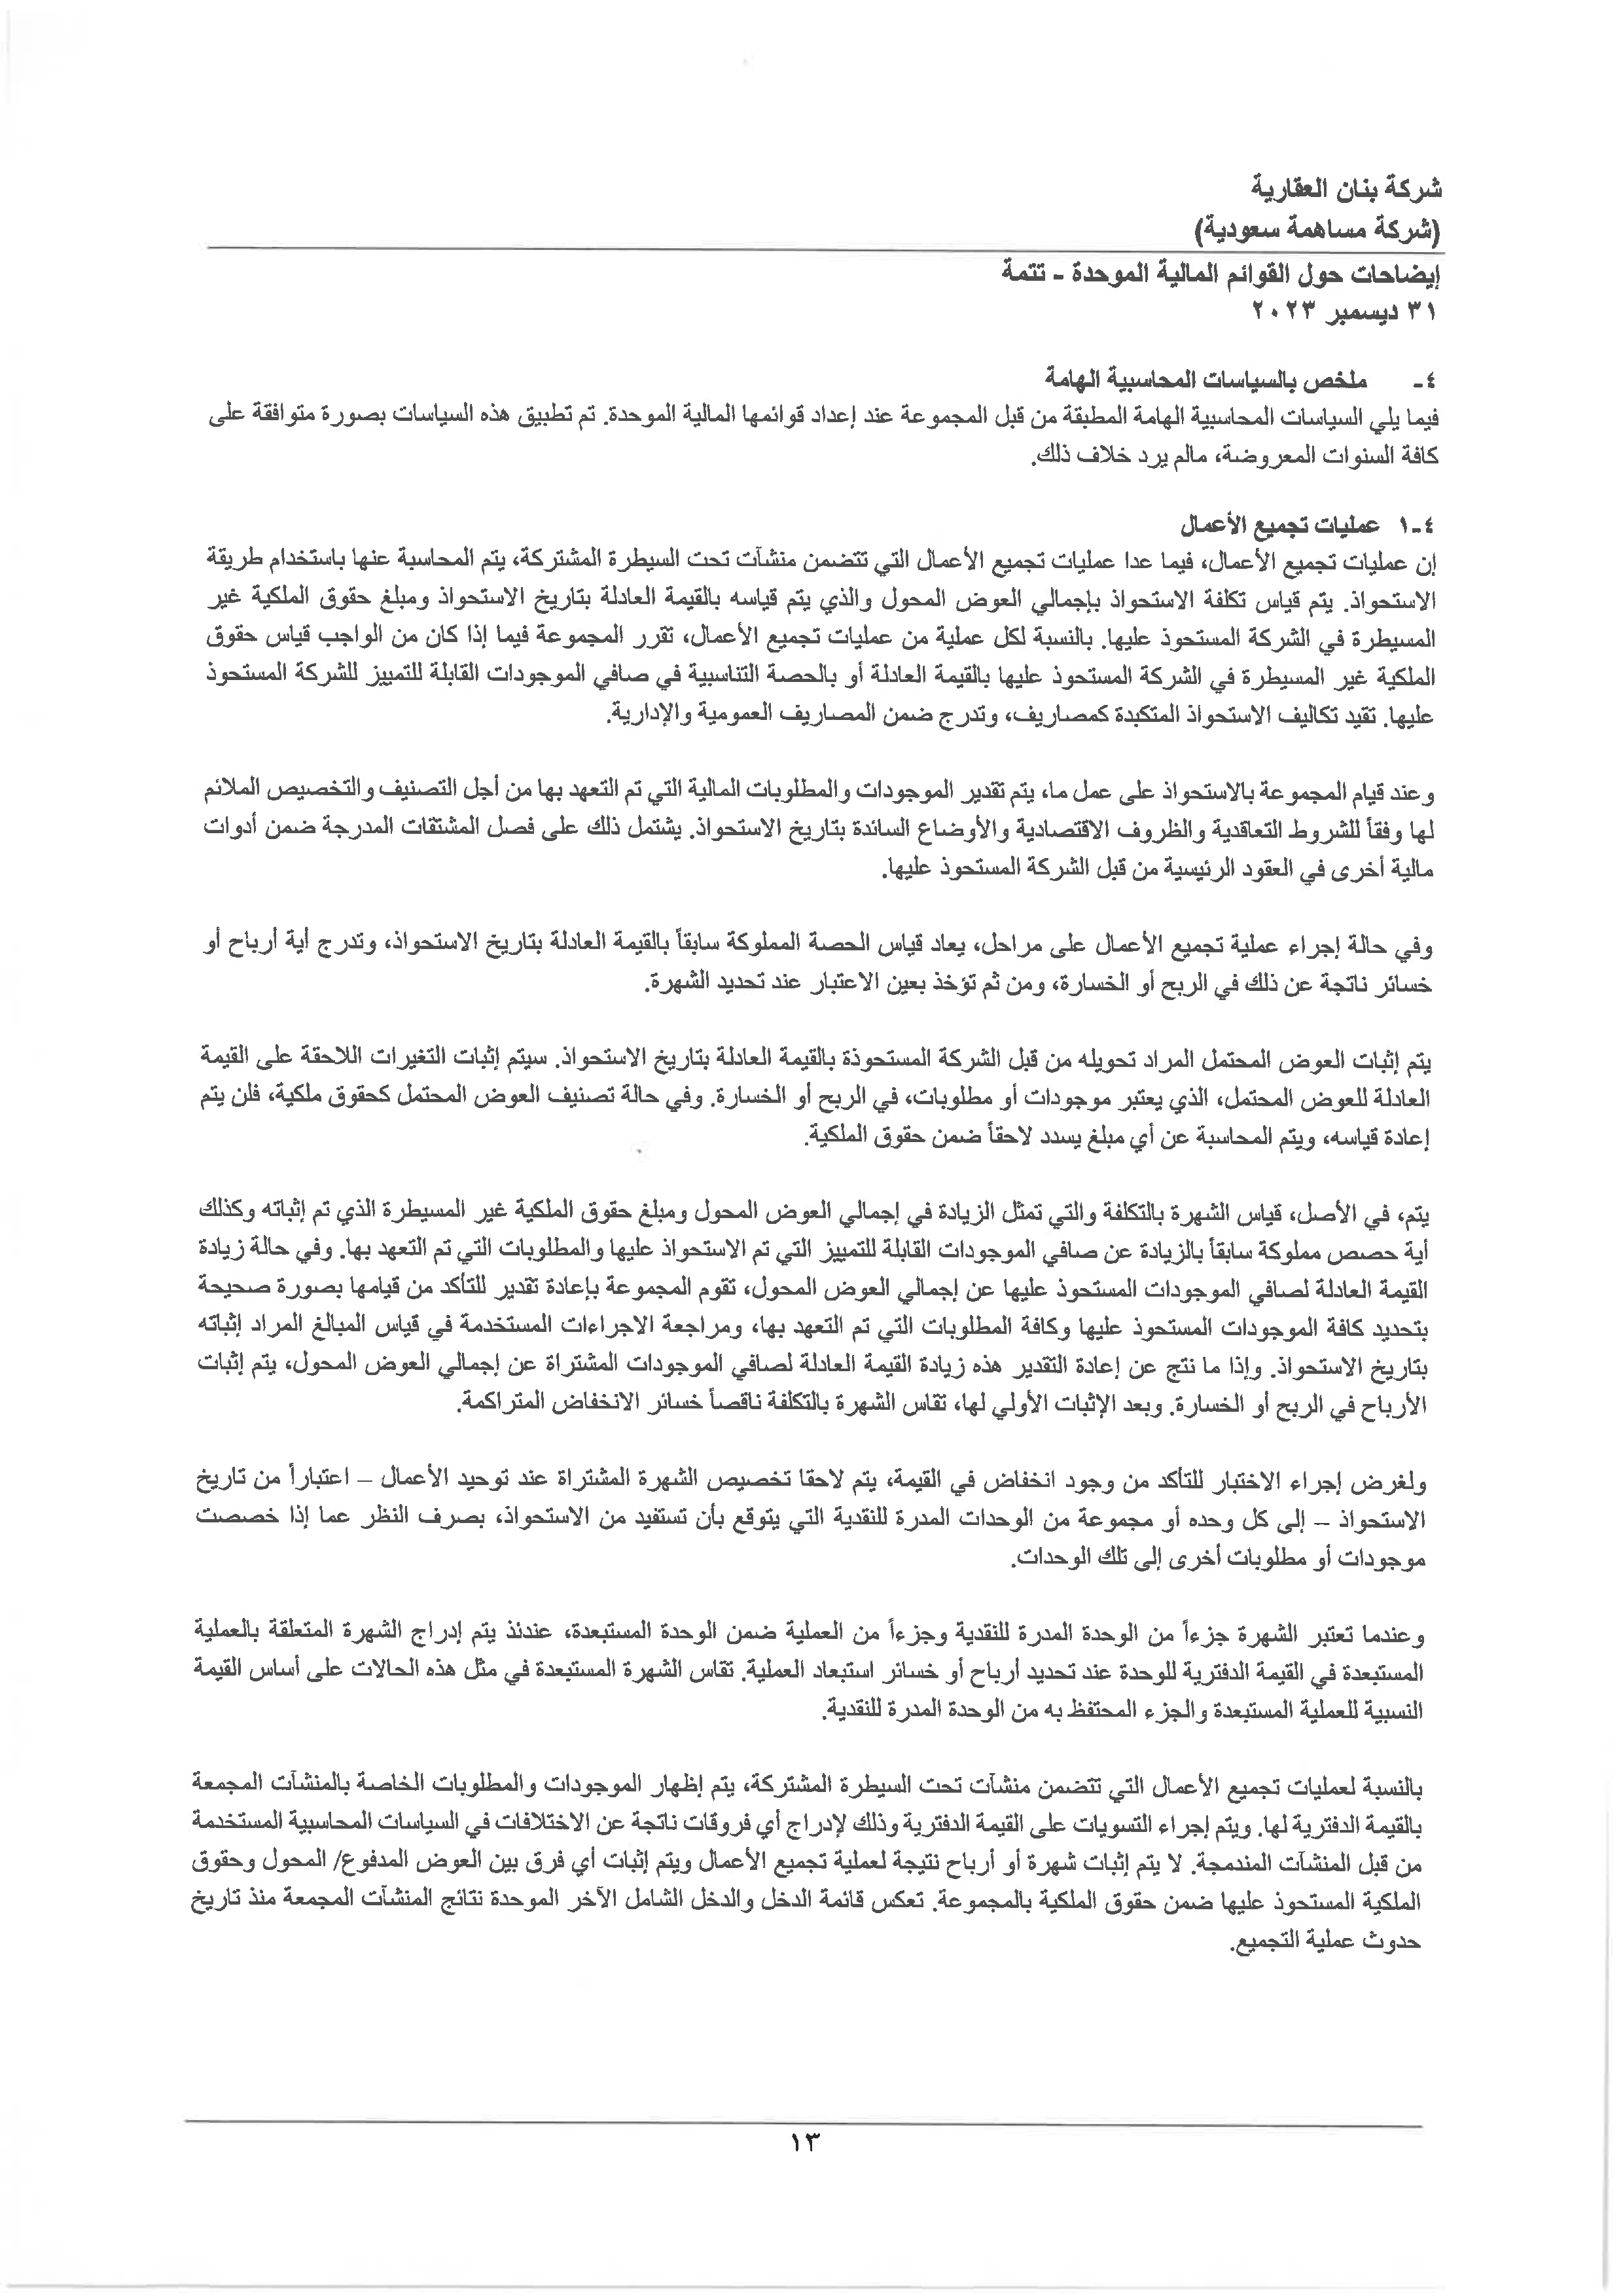 شركة بنان العقارية
(شركة مساهمة سعودية)
إيضاحات حول القوائم المالية الموحدة - تتمة
٣١ ديسمبر ٢٠٢٣
٤- ملخص بالسياسات المحاسبية الهامة
فيما يلي السياسات المحاسبية الهامة المطبقة من قبل المجموعة عند إعداد قوائمها المالية الموحدة. تم تطبيق هذه السياسات بصورة متوافقة على
كافة السنوات المعروضة، مالم يرد خلاف ذلك.
٤-١ عمليات تجميع الأعمال
إن عمليات تجميع الأعمال، فيما عدا عمليات تجميع الأعمال التي تتضمن منشآت تحت السيطرة المشتركة، يتم المحاسبة عنها باستخدام طريقة
الاستحواذ. يتم قياس تكلفة الاستحواذ بإجمالي العوض المحول والذي يتم قياسه بالقيمة العادلة بتاريخ الاستحواذ ومبلغ حقوق الملكية غير
المسيطرة في الشركة المستحوذ عليها. بالنسبة لكل عملية من عمليات تجميع الأعمال، تقرر المجموعة فيما إذا كان من الواجب قياس حقوق
الملكية غير المسيطرة في الشركة المستحوذ عليها بالقيمة العادلة أو بالحصة التناسبية في صافي الموجودات القابلة للتمييز للشركة المستحوذ
عليها. تقيد تكاليف الاستحواذ المتكبدة كمصاريف، وتدرج ضمن المصاريف العمومية والإدارية.
وعند قيام المجموعة بالاستحواذ على عمل ما، يتم تقدير الموجودات والمطلوبات المالية التي تم التعهد بها من أجل التصنيف والتخصيص الملائم
لها وفقاً للشروط التعاقدية والظروف الاقتصادية والأوضاع السائدة بتاريخ الاستحواذ. يشتمل ذلك على فصل المشتقات المدرجة ضمن أدوات
مالية أخرى في العقود الرئيسية من قبل الشركة المستحوذ عليها.
وفي حالة إجراء عملية تجميع الأعمال على مراحل، يعاد قياس الحصة المملوكة سابقاً بالقيمة العادلة بتاريخ الاستحواذ، وتدرج أية أرباح أو
خسائر ناتجة عن ذلك في الربح أو الخسارة، ومن ثم تؤخذ بعين الاعتبار عند تحديد الشهرة.
يتم إثبات العوض المحتمل المراد تحويله من قبل الشركة المستحوذة بالقيمة العادلة بتاريخ الاستحواذ. سيتم إثبات التغيرات اللاحقة على القيمة
العادلة للعوض المحتمل، الذي يعتبر موجودات أو مطلوبات، في الربح أو الخسارة. وفي حالة تصنيف العوض المحتمل كحقوق ملكية، فلن يتم
إعادة قياسه، ويتم المحاسبة عن أي مبلغ يسدد لاحقاً ضمن حقوق الملكية.
يتم، في الأصل، قياس الشهرة بالتكلفة والتي تمثل الزيادة في إجمالي العوض المحول ومبلغ حقوق الملكية غير المسيطرة الذي تم إثباته وكذلك
أية حصص مملوكة سابقاً بالزيادة عن صافي الموجودات القابلة للتمييز التي تم الاستحواذ عليها والمطلوبات التي تم التعهد بها. وفي حالة زيادة
القيمة العادلة لصافي الموجودات المستحوذ عليها عن إجمالي العوض المحول، تقوم المجموعة بإعادة تقدير للتأكد من قيامها بصورة صحيحة
بتحديد كافة الموجودات المستحوذ عليها وكافة المطلوبات التي تم التعهد بها، ومراجعة الاجراءات المستخدمة في قياس المبالغ المراد إثباته
بتاريخ الاستحواذ. وإذا ما نتج عن إعادة التقدير هذه زيادة القيمة العادلة لصافي الموجودات المشتراة عن إجمالي العوض المحول، يتم إثبات
الأرباح في الربح أو الخسارة. وبعد الإثبات الأولي لها، تقاس الشهرة بالتكلفة ناقصاً خسائر الانخفاض المتراكمة.
ولغرض إجراء الاختبار للتأكد من وجود انخفاض في القيمة، يتم لاحقا تخصيص الشهرة المشتراة عند توحيد الأعمال – اعتباراً من تاريخ
الاستحواذ – إلى كل وحده أو مجموعة من الوحدات المدرة للنقدية التي يتوقع بأن تستفيد من الاستحواذ، بصرف النظر عما إذا خصصت
موجودات أو مطلوبات أخرى إلى تلك الوحدات.
وعندما تعتبر الشهرة جزءاً من الوحدة المدرة للنقدية وجزءاً من العملية ضمن الوحدة المستبعدة، عندئذ يتم إدراج الشهرة المتعلقة بالعملية
المستبعدة في القيمة الدفترية للوحدة عند تحديد أرباح أو خسائر استبعاد العملية. تقاس الشهرة المستبعدة في مثل هذه الحالات على أساس القيمة
النسبية للعملية المستبعدة والجزء المحتفظ به من الوحدة المدرة للنقدية.
بالنسبة لعمليات تجميع الأعمال التي تتضمن منشآت تحت السيطرة المشتركة، يتم إظهار الموجودات والمطلوبات الخاصة بالمنشآت المجمعة
بالقيمة الدفترية لها. ويتم إجراء التسويات على القيمة الدفترية وذلك لإدراج أي فروقات ناتجة عن الاختلافات في السياسات المحاسبية المستخدمة
من قبل المنشآت المندمجة. لا يتم إثبات شهرة أو أرباح نتيجة لعملية تجميع الأعمال ويتم إثبات أي فرق بين العوض المدفوع/ المحول وحقوق
الملكية المستحوذ عليها ضمن حقوق الملكية بالمجموعة. تعكس قائمة الدخل والدخل الشامل الآخر الموحدة نتائج المنشآت المجمعة منذ تاريخ
حدوث عملية التجميع.
١٣